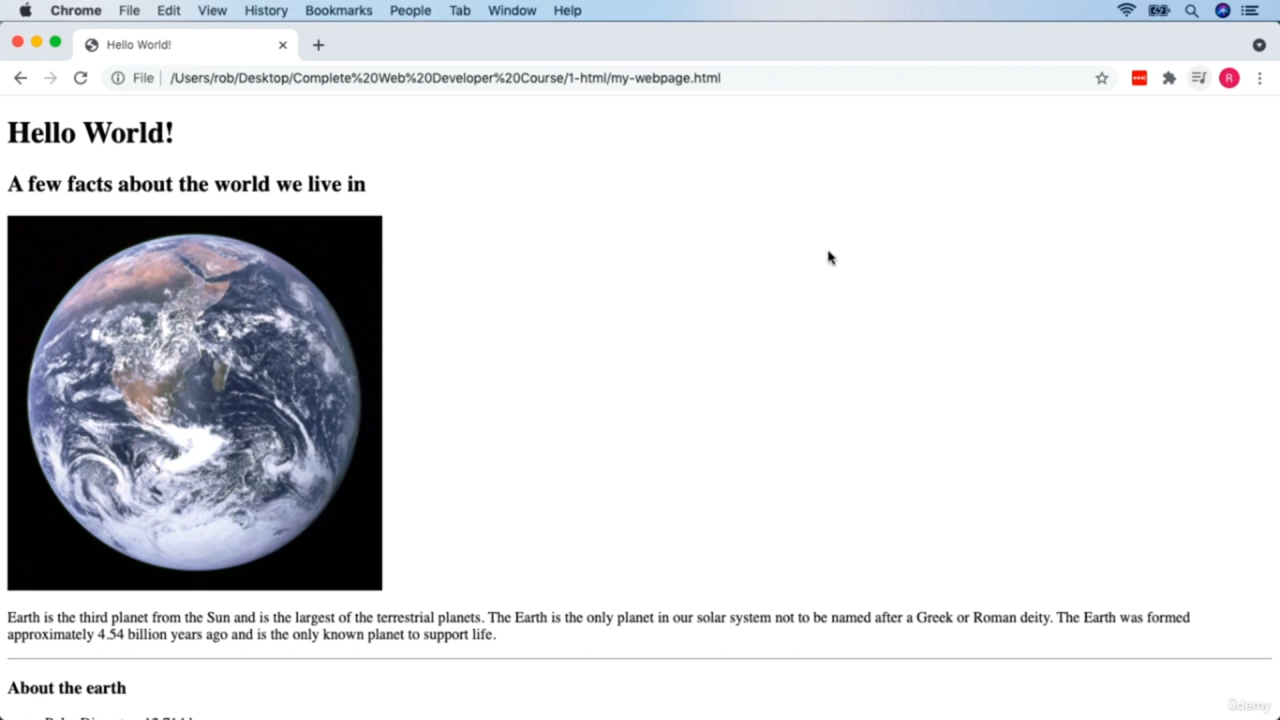 Chrome File Edit View History Bookmarks People Tab Window Help
Hello World!
File /Users/rob/Desktop/Complete%20Web%20Developer%20Course/1-html/my-webpage.html R
Hello World!
A few facts about the world we live in
Earth is the third planet from the Sun and is the largest of the terrestrial planets. The Earth is the only planet in our solar system not to be named after a Greek or Roman deity. The Earth was formed
approximately 4.54 billion years ago and is the only known planet to support life.
About the earth
ûdemy